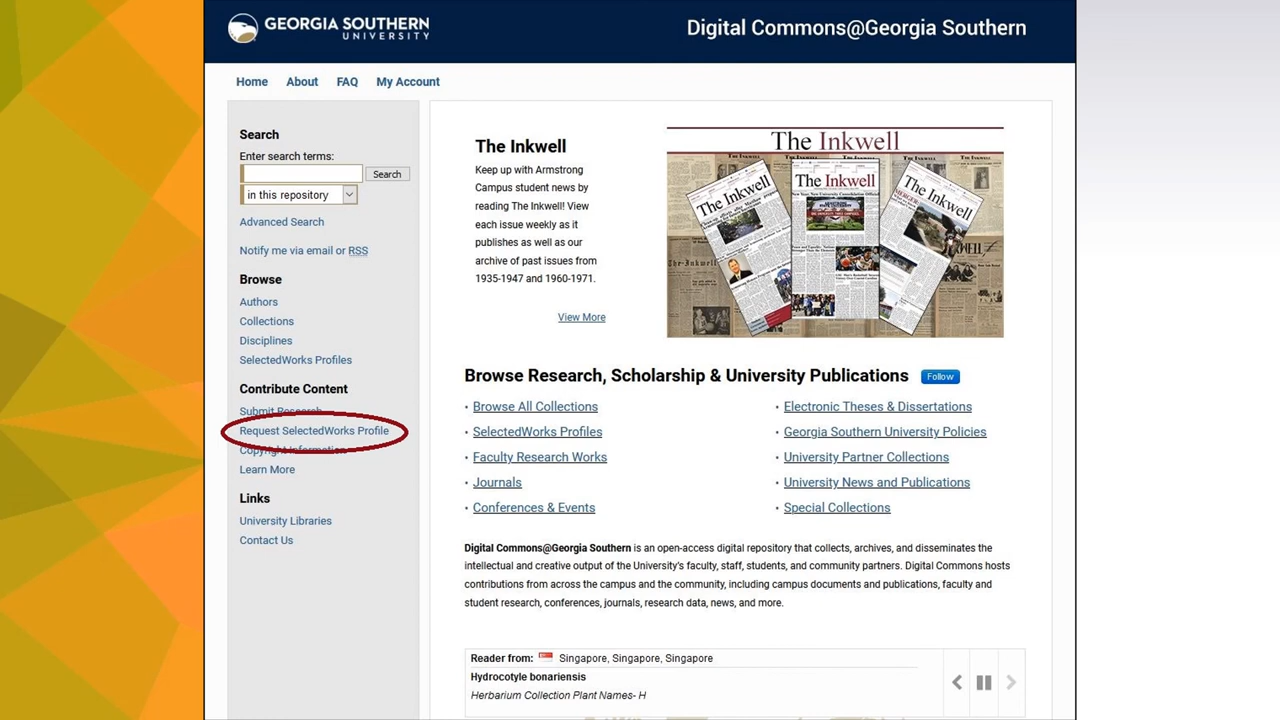 GEORGIA SOUTHERN
UNIVERSITY
Digital Commons@Georgia Southern
Home About FAQ My Account
Search
Enter search terms:
Search
in this repository
Advanced Search
Notify me via email or RSS
Browse
Authors
Collections
Disciplines
SelectedWorks Profiles
Contribute Content
Submit Research
Request SelectedWorks Profile
Copyright Information
Learn More
Links
University Libraries
Contact Us
The Inkwell
Keep up with Armstrong
Campus student news by
reading The Inkwell! View
each issue weekly as it
publishes as well as our
archive of past issues from
1935-1947 and 1960-1971.
View More
The Inkwell
The Inkwell
The Inkwell
The Inkwell
Browse Research, Scholarship & University Publications Follow
· Browse All Collections
· SelectedWorks Profiles
· Faculty Research Works
· Journals
· Conferences & Events
· Electronic Theses & Dissertations
· Georgia Southern University Policies
· University Partner Collections
· University News and Publications
· Special Collections
Digital Commons@Georgia Southern is an open-access digital repository that collects, archives, and disseminates the
intellectual and creative output of the University's faculty, staff, students, and community partners. Digital Commons hosts
contributions from across the campus and the community, including campus documents and publications, faculty and
student research, conferences, journals, research data, news, and more.
Reader from: Singapore, Singapore, Singapore
Hydrocotyle bonariensis
Herbarium Collection Plant Names- H